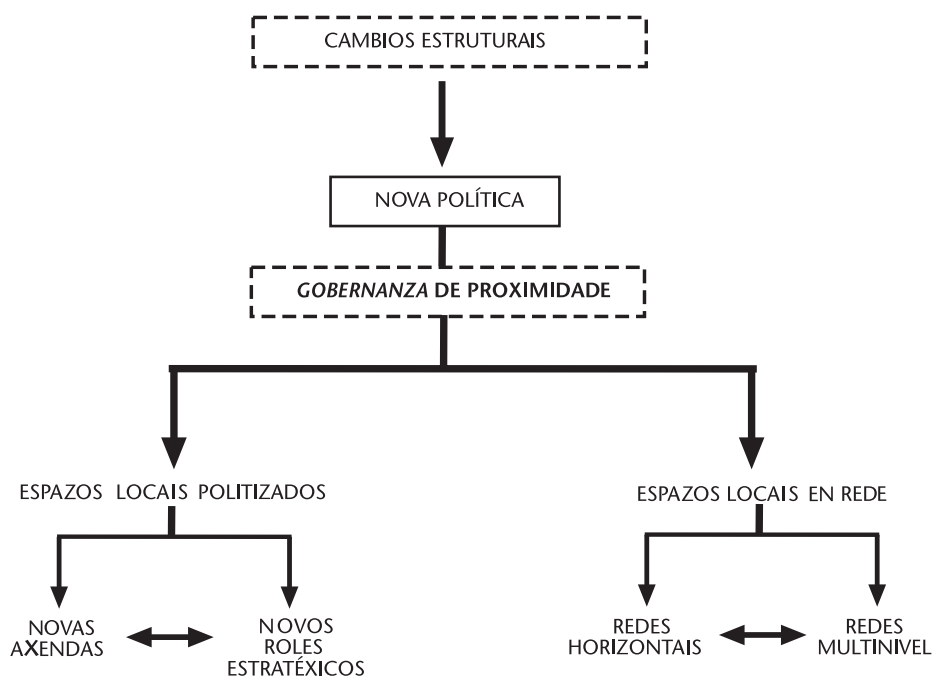 CAMBIOS ESTRUTURAIS
NOVA POLÍTICA
GOBERNANZA DE PROXIMIDADE
ESPAZOS LOCAIS POLITIZADOS
ESPAZOS LOCAIS EN REDE
NOVAS
AXENDAS
NOVOS
ROLES
ESTRATÉXICOS
REDES
HORIZONTAIS
REDES
MULTINIVEL